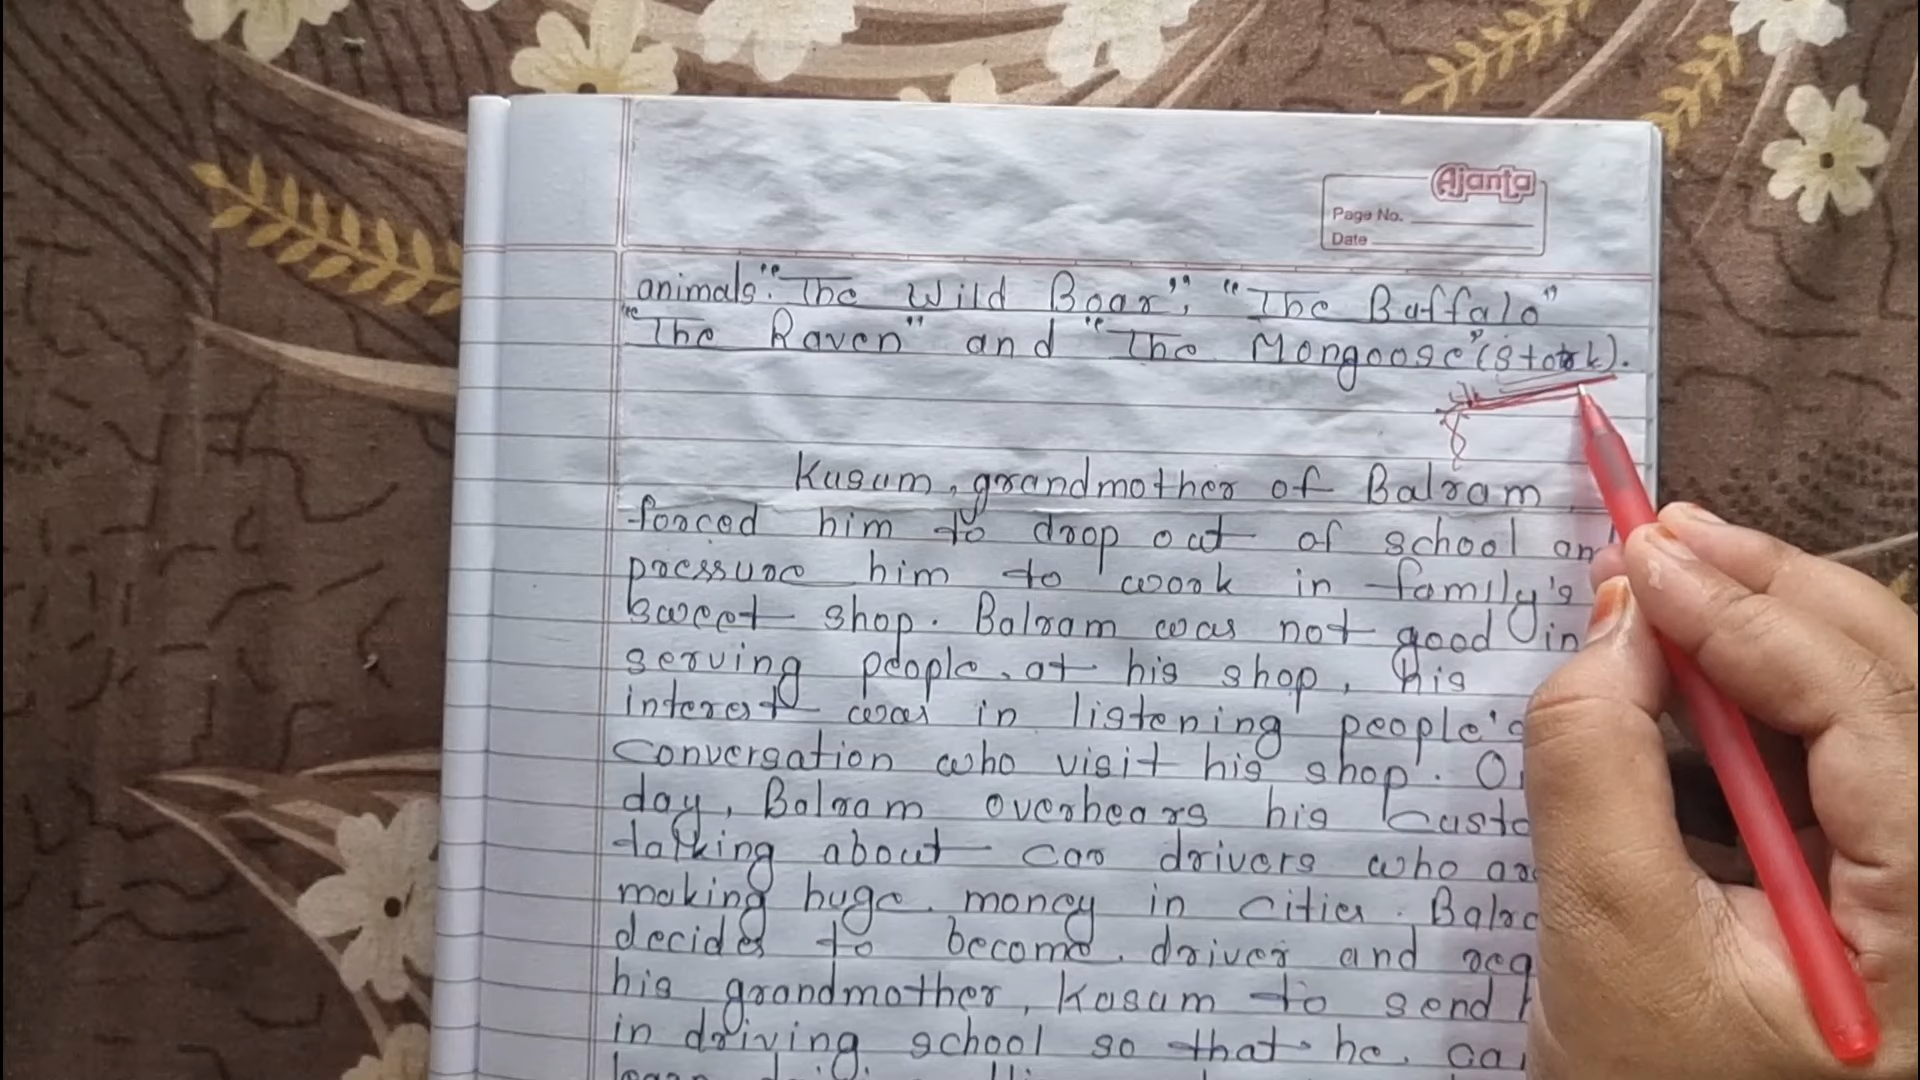 Ajanta
Page No.
Date
animals. "The Wild Boar", "The Buffalo"
"The Raven" and "The Mongoose" (Stork).
Kusum, grandmother of Balram,
forced him to drop out of school an
pressure him to work in family's
sweet shop. Balram was not good in
serving people at his shop, his
interest was in listening people's
conversation who visit his shop.
day, Balram overhears his custo
talking about car drivers who ar
making huge money in cities. Balra
decides to become driver and req
his grandmother, Kusum to send
in driving school so that he ca